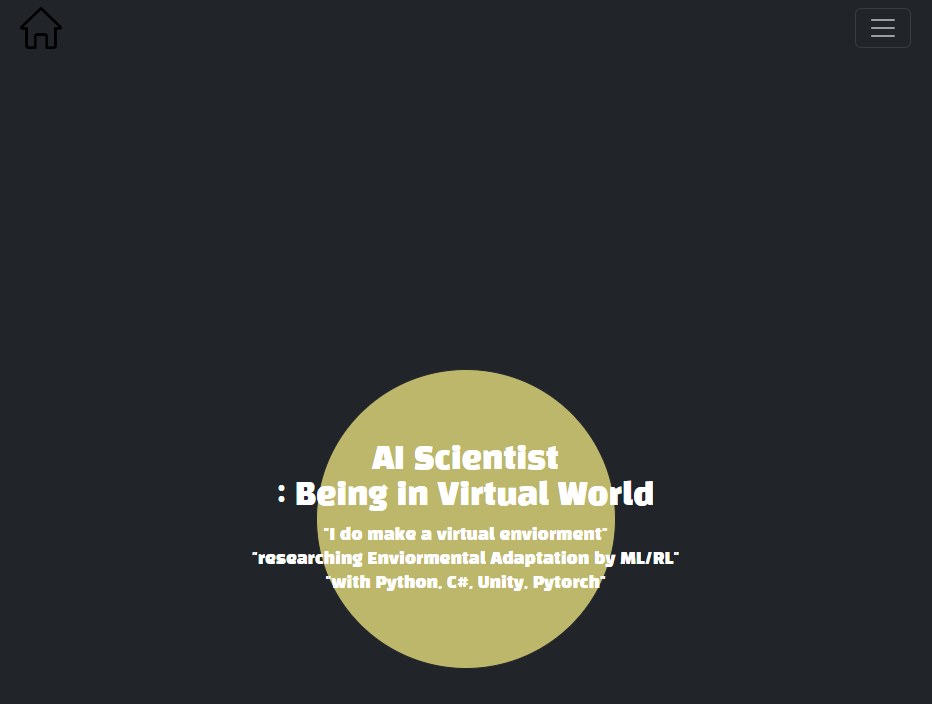 AI Scientist
: Being in Virtual World
"I do make a virtual enviorment"
"researching Enviormental Adaptation by ML/RL"
"with Python, C#, Unity, Pytorch"